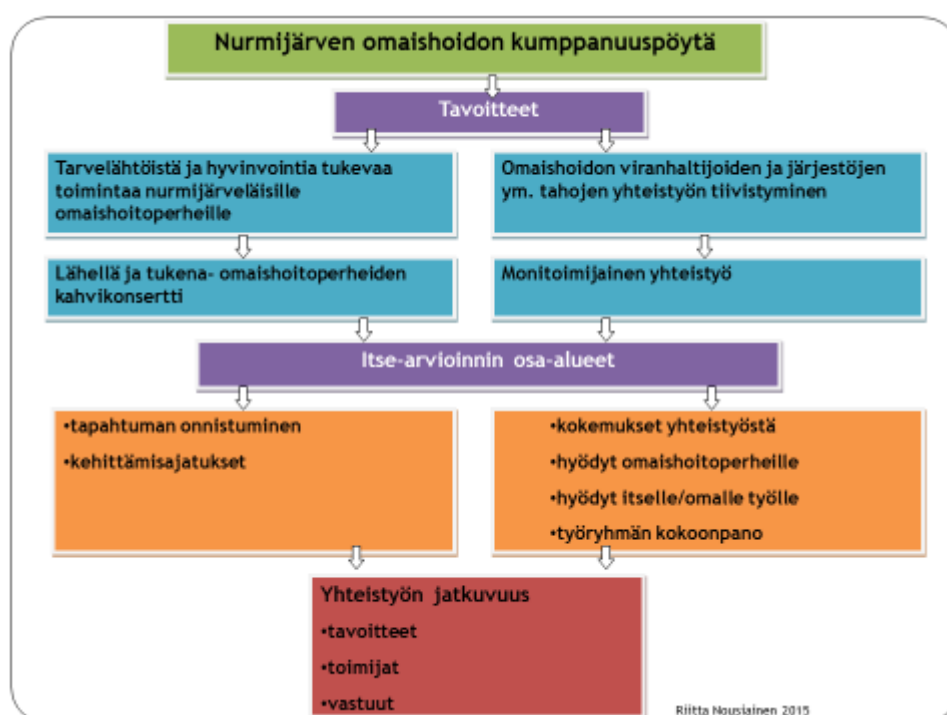 Nurmijärven omaishoidon kumppanuuspöytä
Tavoitteet
Tarvelähtöistä ja hyvinvointia tukevaa
toimintaa nurmijärveläisille
omaishoitoperheille
Omaishoidon viranhaltijoiden ja järjestöjen
ym. tahojen yhteistyön tiivistyminen
Lähellä ja tukena- omaishoitoperheiden
kahvikonsertti
Monitoimijainen yhteistyö
Itse-arvioinnin osa-alueet
•tapahtuman onnistuminen
•kehittämisajatukset
•kokemukset yhteistyöstä
•hyödyt omaishoitoperheille
•hyödyt itselle/omalle työlle
•työryhmän kokoonpano
Yhteistyön jatkuvuus
•tavoitteet
•toimijat
•vastuut
Riitta Nousiainen 2015